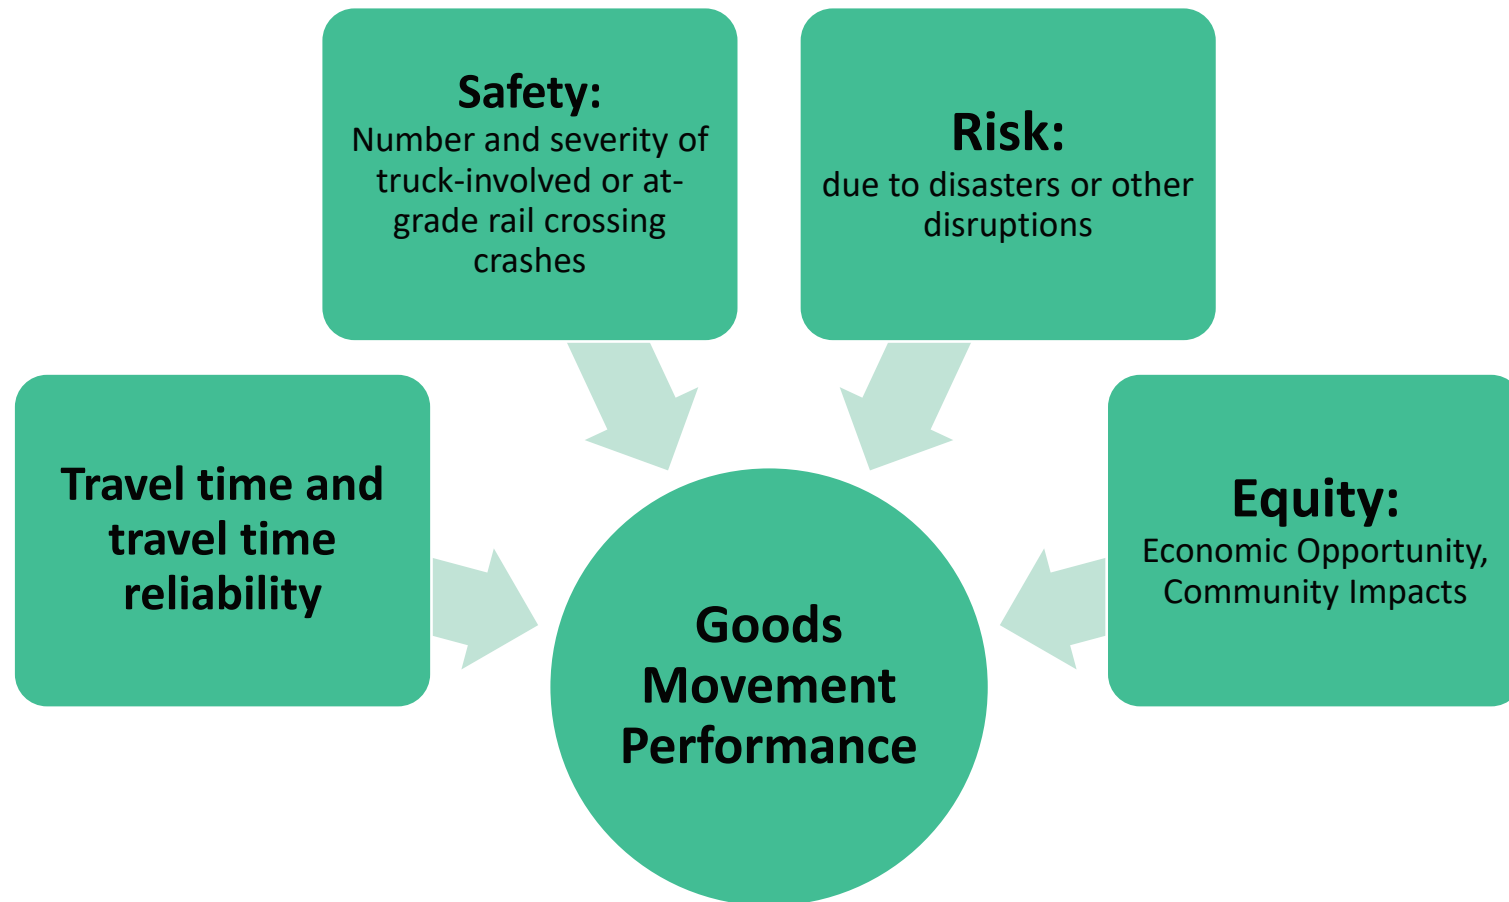 Safety:
Number and severity of
truck-involved or at-
grade rail crossing
crashes
Risk:
due to disasters or other
disruptions
Travel time and
travel time
reliability
Equity:
Economic Opportunity,
Community Impacts
Goods
Movement
Performance